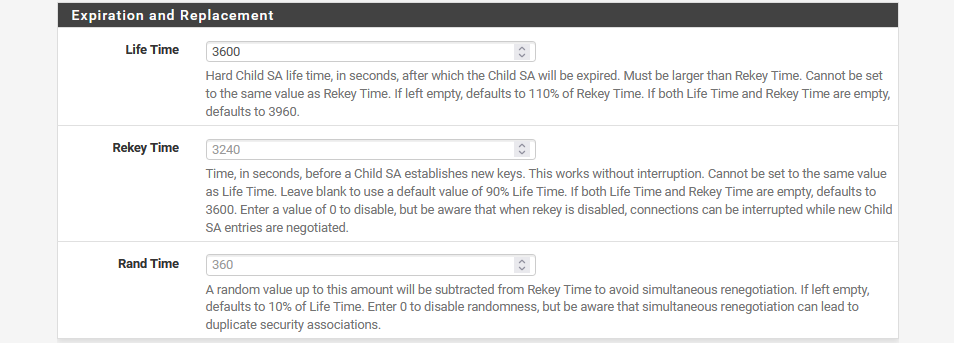 Expiration and Replacement
Life Time
3600
Hard Child SA life time, in seconds, after which the Child SA will be expired. Must be larger than Rekey Time. Cannot be set
to the same value as Rekey Time. If left empty, defaults to 110% of Rekey Time. If both Life Time and Rekey Time are empty,
defaults to 3960.
Rekey Time
3240
Time, in seconds, before a Child SA establishes new keys. This works without interruption. Cannot be set to the same value
as Life Time. Leave blank to use a default value of 90% Life Time. If both Life Time and Rekey Time are empty, defaults to
3600. Enter a value of 0 to disable, but be aware that when rekey is disabled, connections can be interrupted while new Child
SA entries are negotiated.
Rand Time
360
A random value up to this amount will be subtracted from Rekey Time to avoid simultaneous renegotiation. If left empty,
defaults to 10% of Life Time. Enter 0 to disable randomness, but be aware that simultaneous renegotiation can lead to
duplicate security associations.